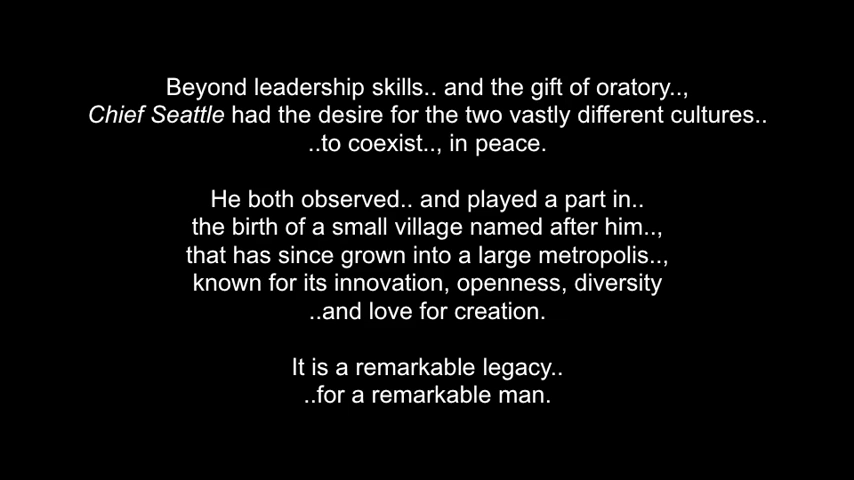 Beyond leadership skills.. and the gift of oratory..,
Chief Seattle had the desire for the two vastly different cultures..
..to coexist.., in peace.
He both observed.. and played a part in..
the birth of a small village named after him..,
that has since grown into a large metropolis..,
known for its innovation, openness, diversity
..and love for creation.
It is a remarkable legacy..
..for a remarkable man.